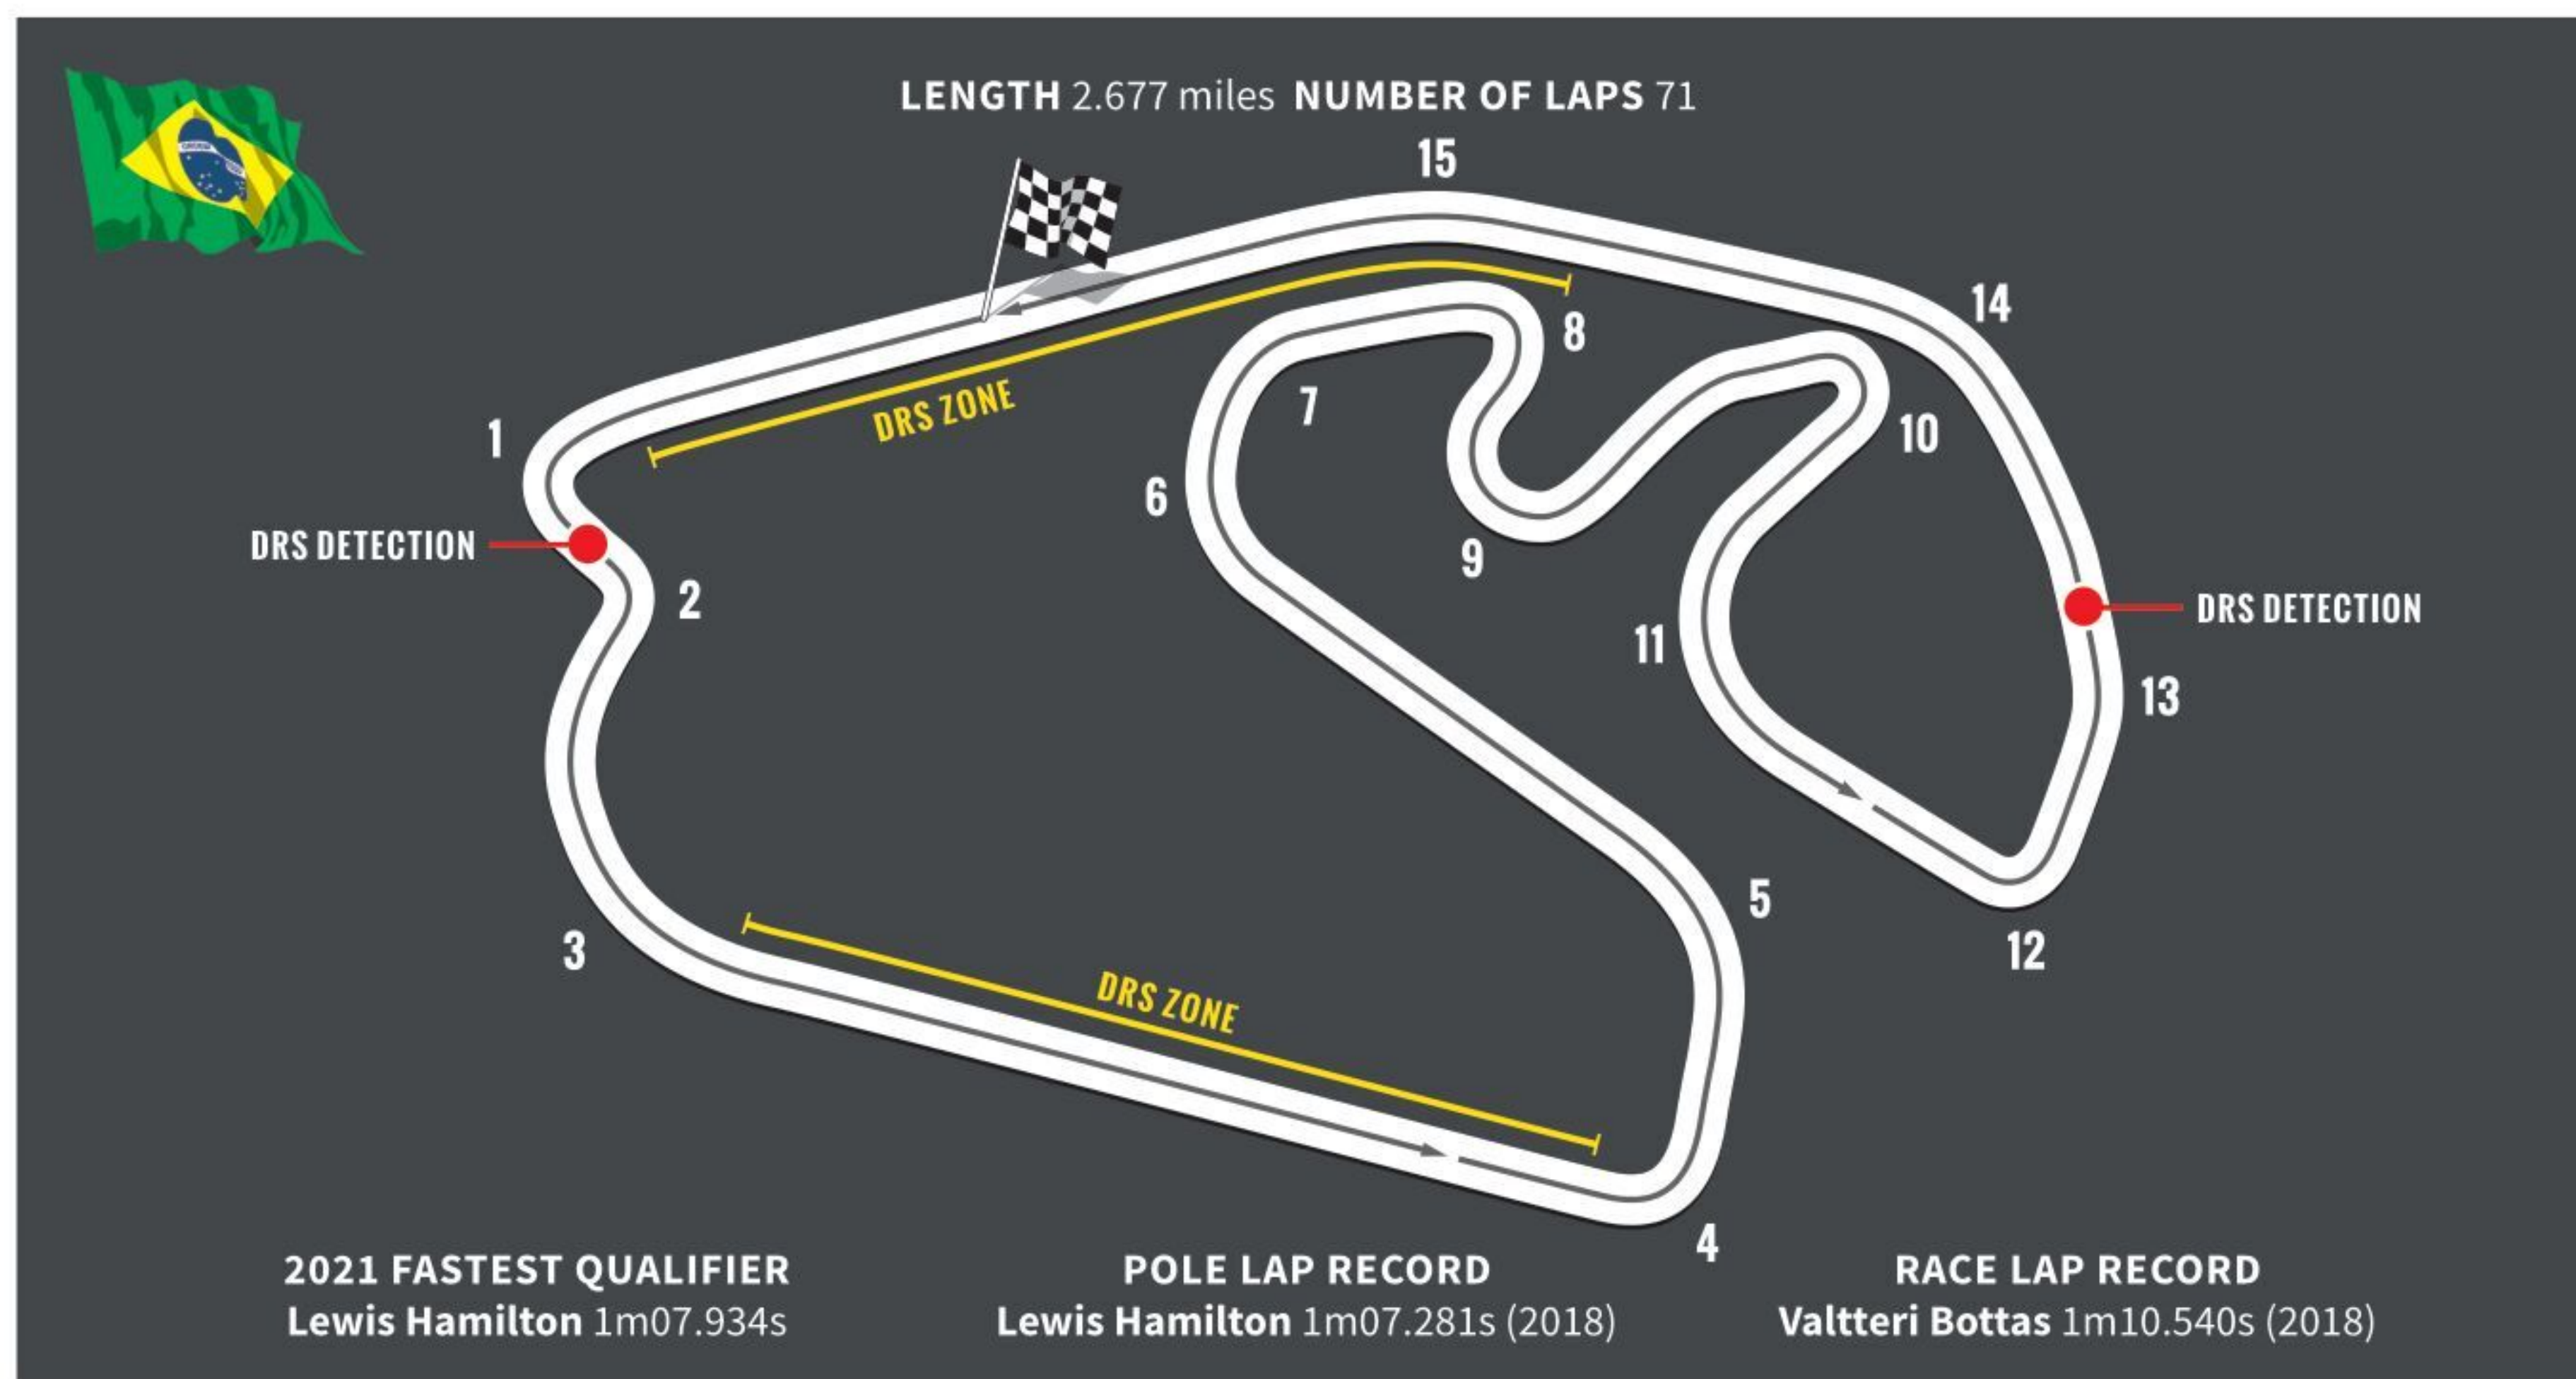 LENGTH 2.677 miles NUMBER OF LAPS 71
15
14
8
DRS ZONE
7
1
10
6
DRS DETECTION
9
2
DRS DETECTION
11
13
5
3
12
DRS ZONE
4
2021 FASTEST QUALIFIER
Lewis Hamilton 1m07.934s
POLE LAP RECORD
Lewis Hamilton 1m07.281s (2018)
RACE LAP RECORD
Valtteri Bottas 1m10.540s (2018)